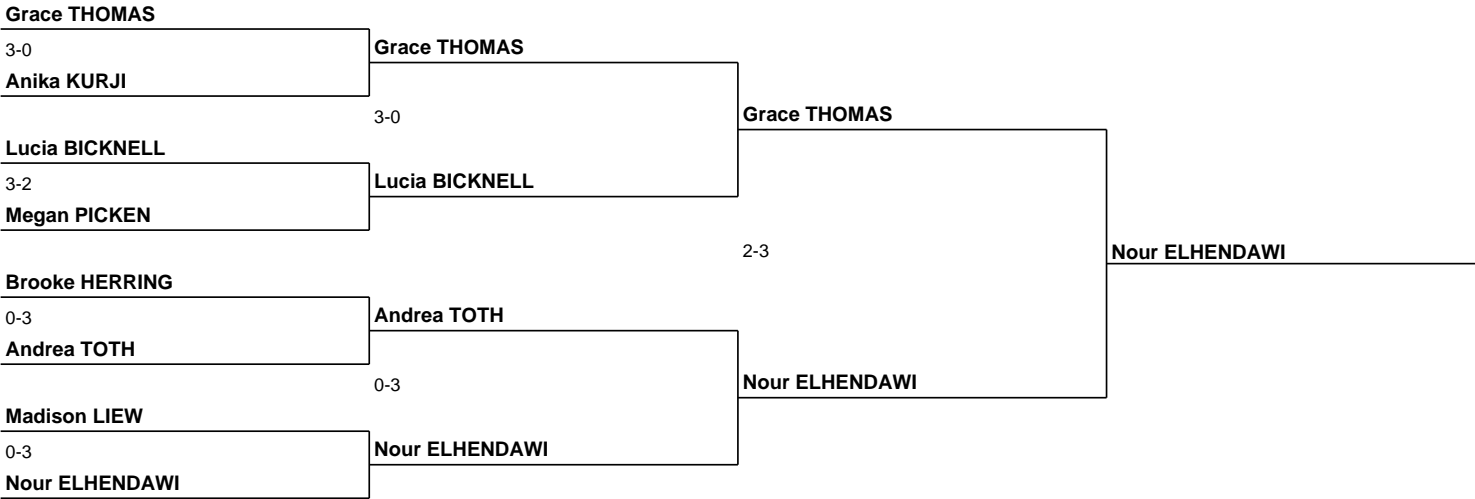 Grace THOMAS
3-0
Grace THOMAS
Anika KURJI
3-0
Grace THOMAS
Lucia BICKNELL
3-2
Lucia BICKNELL
Megan PICKEN
2-3
Nour ELHENDAWI
Brooke HERRING
0-3
Andrea TOTH
Andrea TOTH
0-3
Nour ELHENDAWI
Madison LIEW
0-3
Nour ELHENDAWI
Nour ELHENDAWI